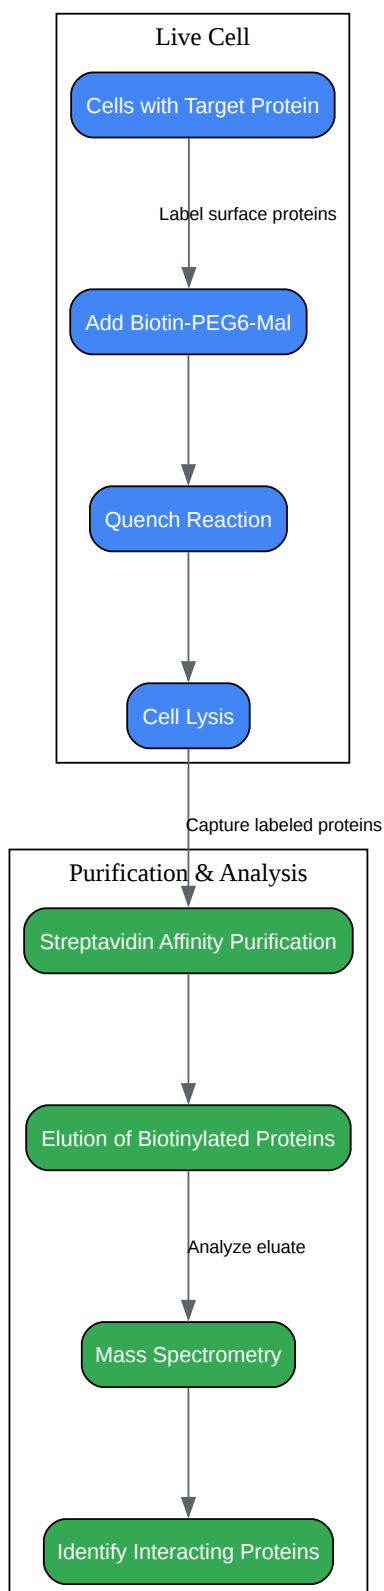 Live Cell
Cells with Target Protein
Label surface proteins
Add Biotin-PEG6-Mal
Quench Reaction
Cell Lysis
Capture labeled proteins
Purification & Analysis
Streptavidin Affinity Purification
Elution of Biotinylated Proteins
Analyze eluate
Mass Spectrometry
Identify Interacting Proteins